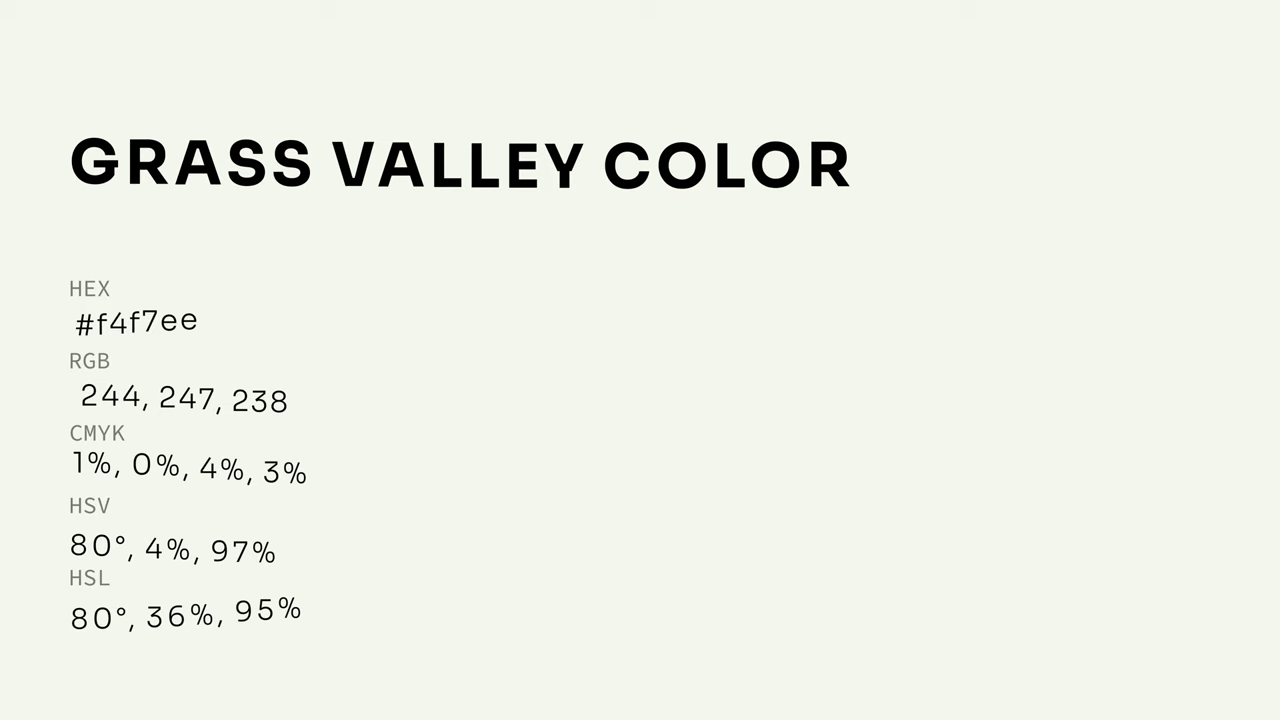 GRASS VALLEY COLOR
HEX
#f4f7ee
RGB
244, 247, 238
CMYK
1%, 0%, 4%, 3%
HSV
80°, 4%, 97%
HSL
80°, 36%, 95%